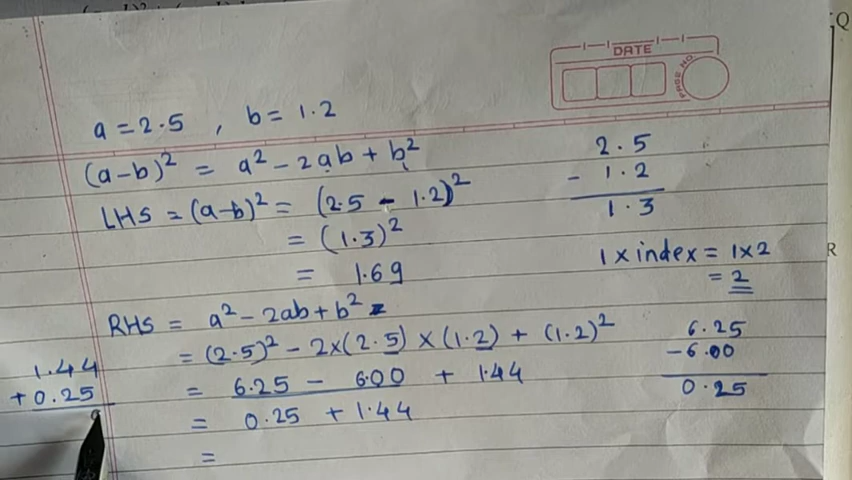 Q
DATE
PAGE NO
a = 2.5 , b = 1.2
(a-b)² = a² - 2ab + b²
LHS = (a-b)² = (2.5 - 1.2)²
= (1.3)²
= 1.69
2.5
- 1.2
1.3
1 x index = 1x2
= 2
R
RHS = a² - 2ab + b²
= (2.5)² - 2x(2.5) x (1.2) + (1.2)²
= 6.25 - 6.00 + 1.44
= 0.25 + 1.44
=
6.25
-6.00
0.25
1.44
+ 0.25